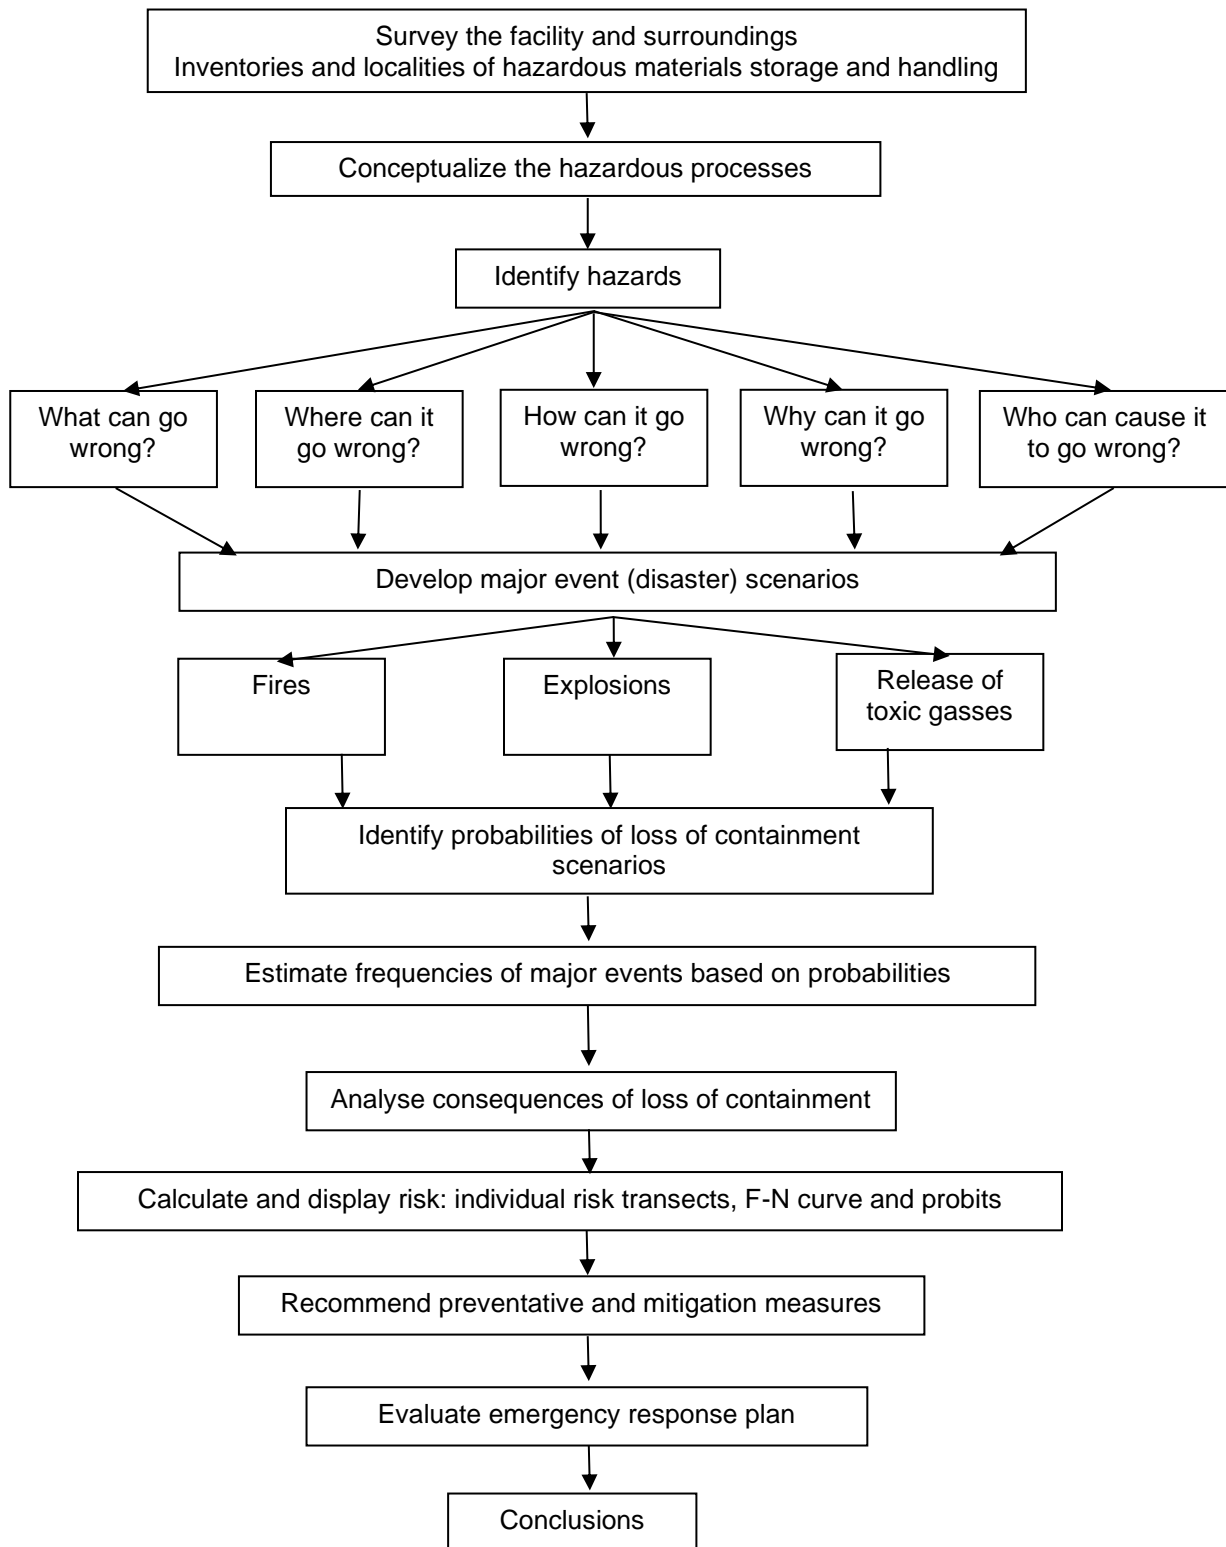 Survey the facility and surroundings
Inventories and localities of hazardous materials storage and handling
Conceptualize the hazardous processes
Identify hazards
What can go
wrong?
Where can it
go wrong?
How can it go
wrong?
Why can it go
wrong?
Who can cause it
to go wrong?
Develop major event (disaster) scenarios
Fires
Explosions
Release of
toxic gasses
Identify probabilities of loss of containment
scenarios
Estimate frequencies of major events based on probabilities
Analyse consequences of loss of containment
Calculate and display risk: individual risk transects, F-N curve and probits
Recommend preventative and mitigation measures
Evaluate emergency response plan
Conclusions